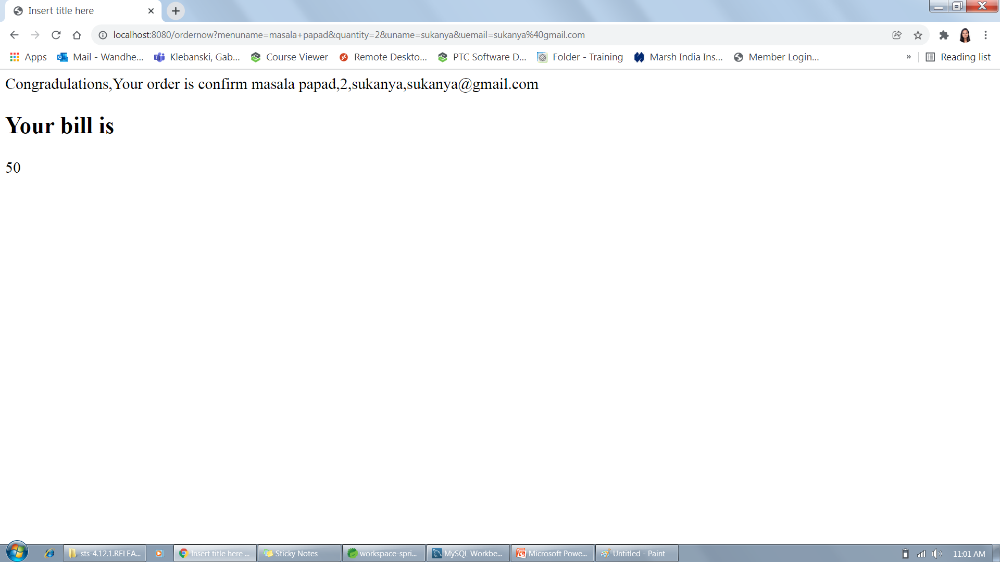 Insert title here
localhost:8080/ordernow?menuname=masala+papad&quantity=2&uname=sukanya&uemail=sukanya%40gmail.com
Apps Mail - Wandhe... Klebanski, Gab... Course Viewer Remote Deskto... PTC Software D... Folder - Training Marsh India Ins... Member Login... » Reading list
Congradulations,Your order is confirm masala papad,2,sukanya,sukanya@gmail.com
Your bill is
50
sts-4.12.1.RELEA... Insert title here ... Sticky Notes workspace-spri... MySQL Workbe... Microsoft Powe... Untitled - Paint 11:01 AM